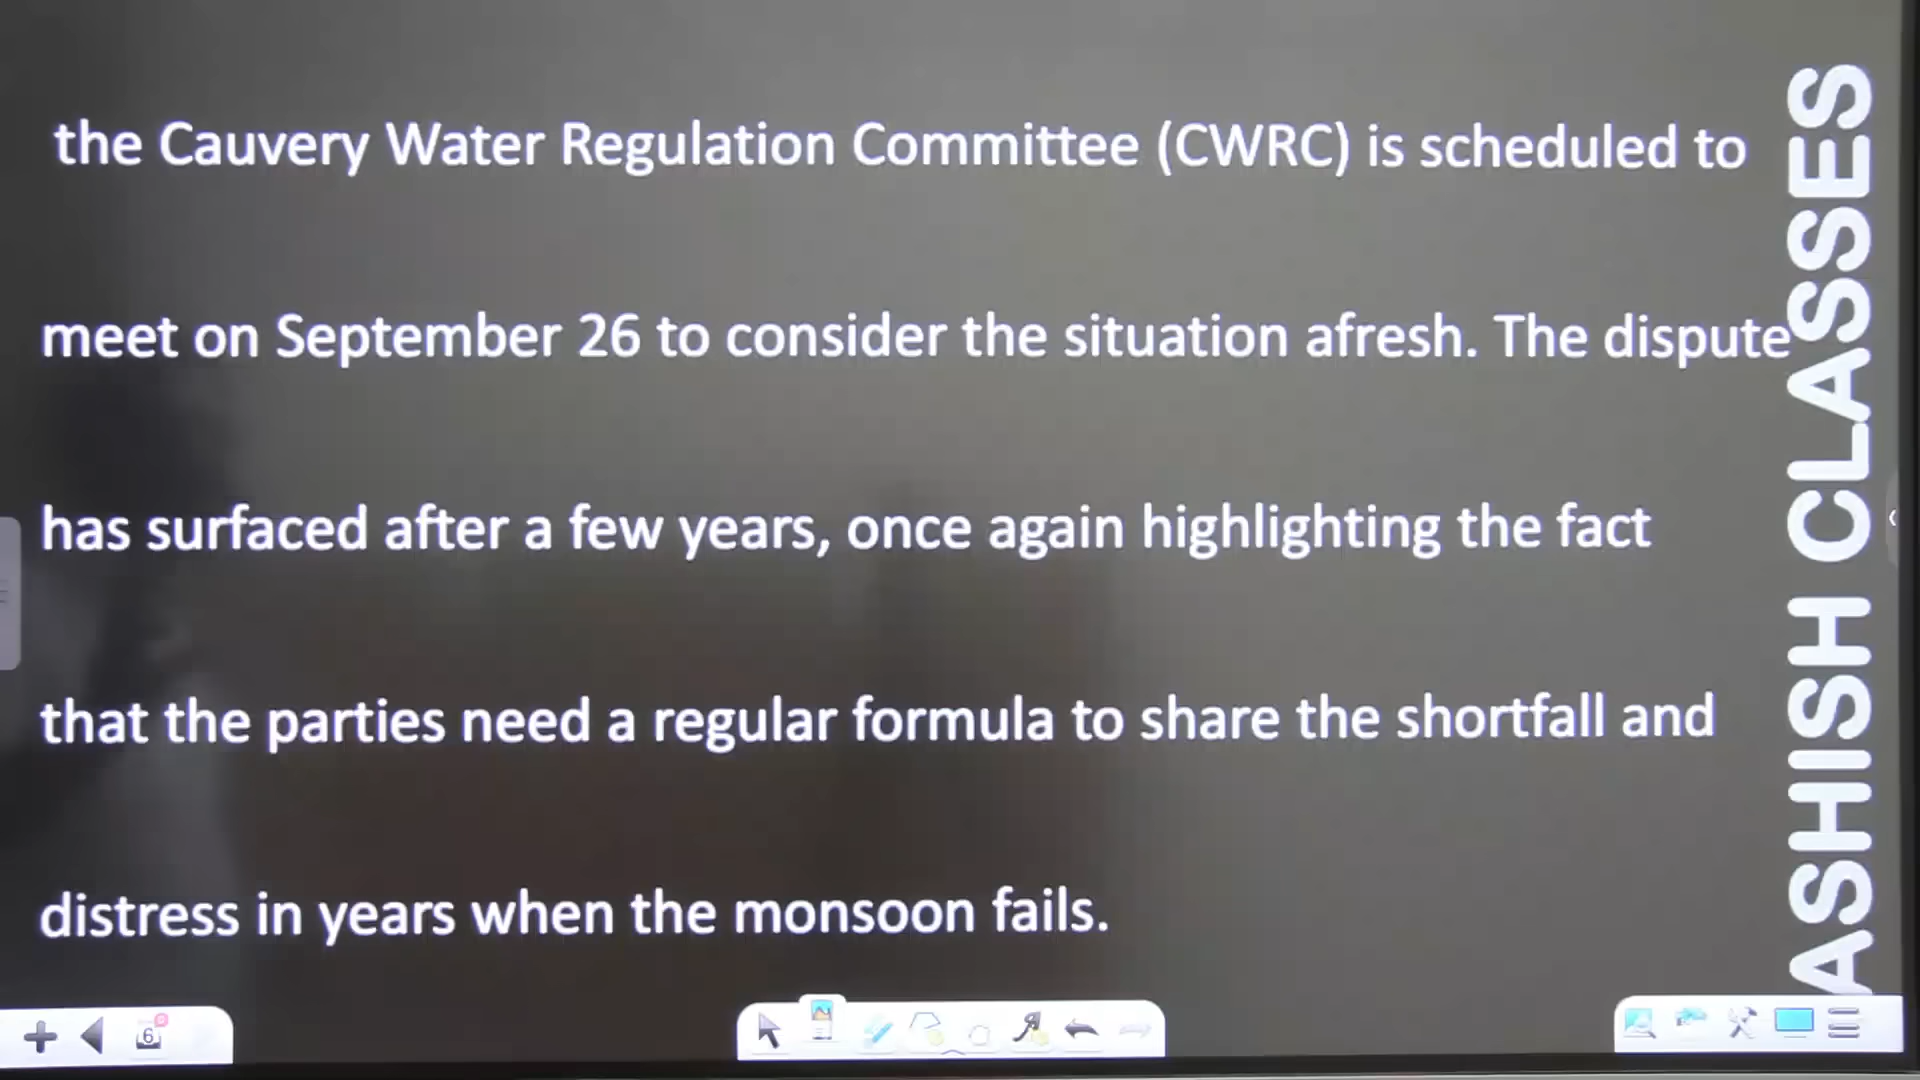 the Cauvery Water Regulation Committee (CWRC) is scheduled to
meet on September 26 to consider the situation afresh. The dispute
has surfaced after a few years, once again highlighting the fact
that the parties need a regular formula to share the shortfall and
distress in years when the monsoon fails.
ASHISH CLASSES
6